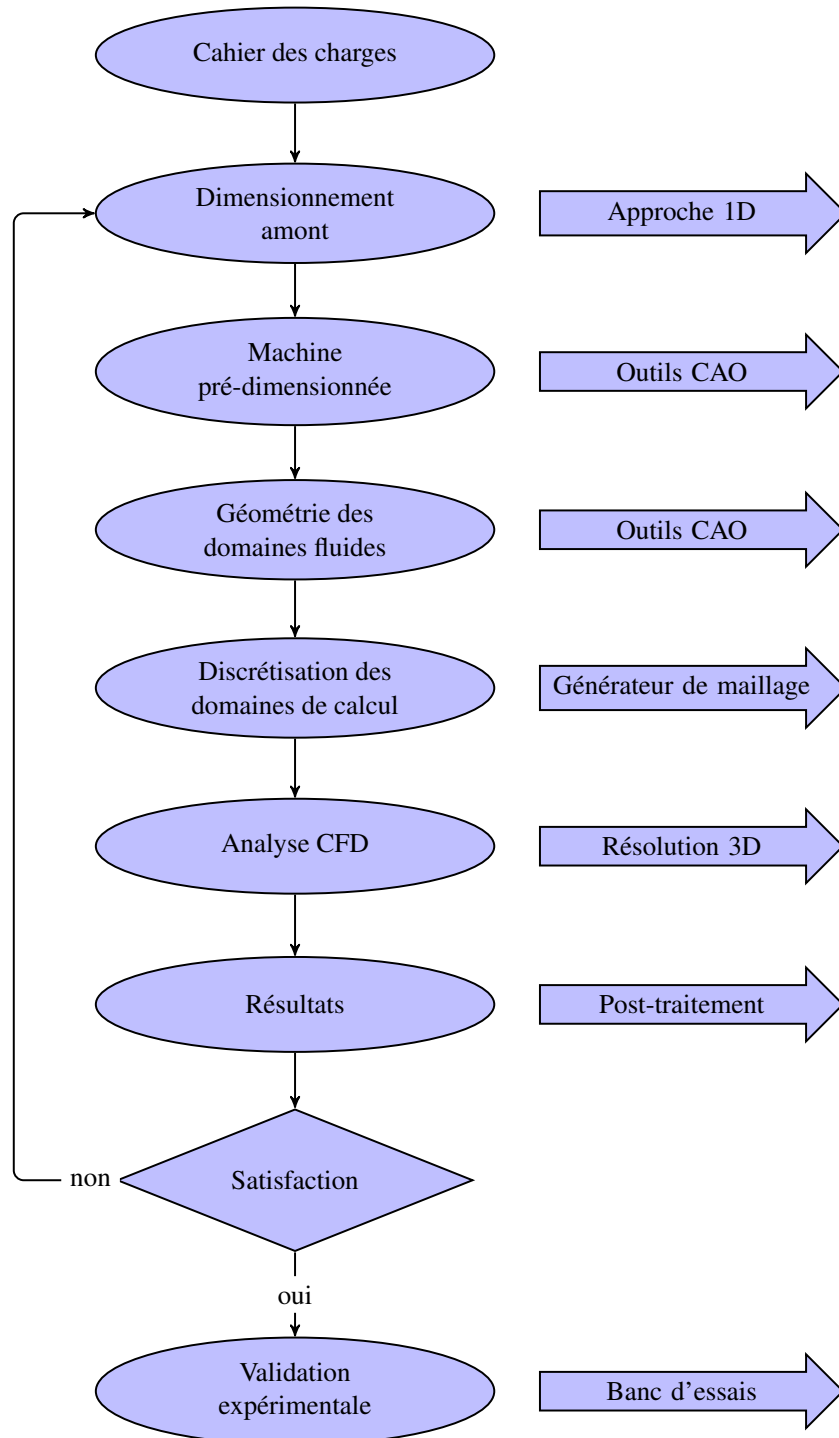 Cahier des charges
Dimensionnement
amont
Approche 1D
Machine
pré-dimensionnée
Outils CAO
Géométrie des
domaines fluides
Outils CAO
Discrétisation des
domaines de calcul
Générateur de maillage
Analyse CFD
Résolution 3D
Résultats
Post-traitement
Satisfaction
non
oui
Validation
expérimentale
Banc d'essais